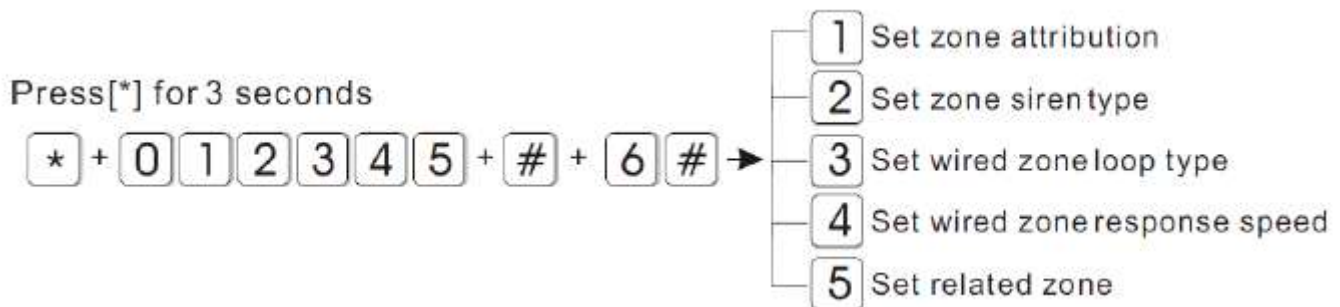 1 Set zone attribution
Press[*] for 3 seconds
2 Set zone siren type
* + 0 1 2 3 4 5 + # + 6 # 3 Set wired zone loop type
4 Set wired zone response speed
5 Set related zone